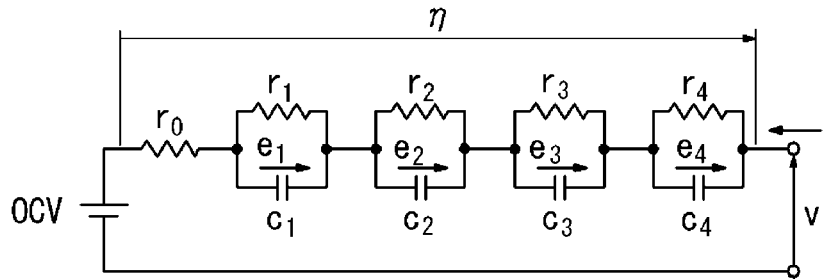 η
r₀
r₁
r₂
r₃
r₄
e₁
e₂
e₃
e₄
OCV
c₁
c₂
c₃
c₄
v